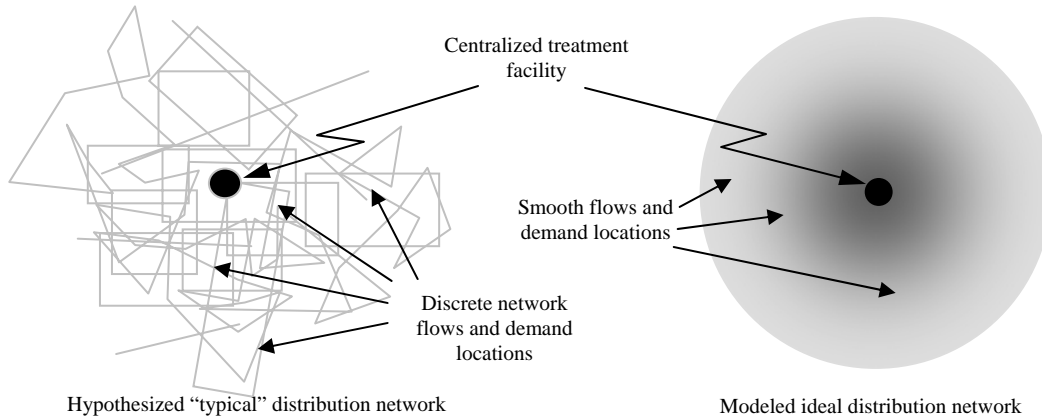 Centralized treatment
facility
Smooth flows and
demand locations
Discrete network
flows and demand
locations
Hypothesized “typical” distribution network
Modeled ideal distribution network